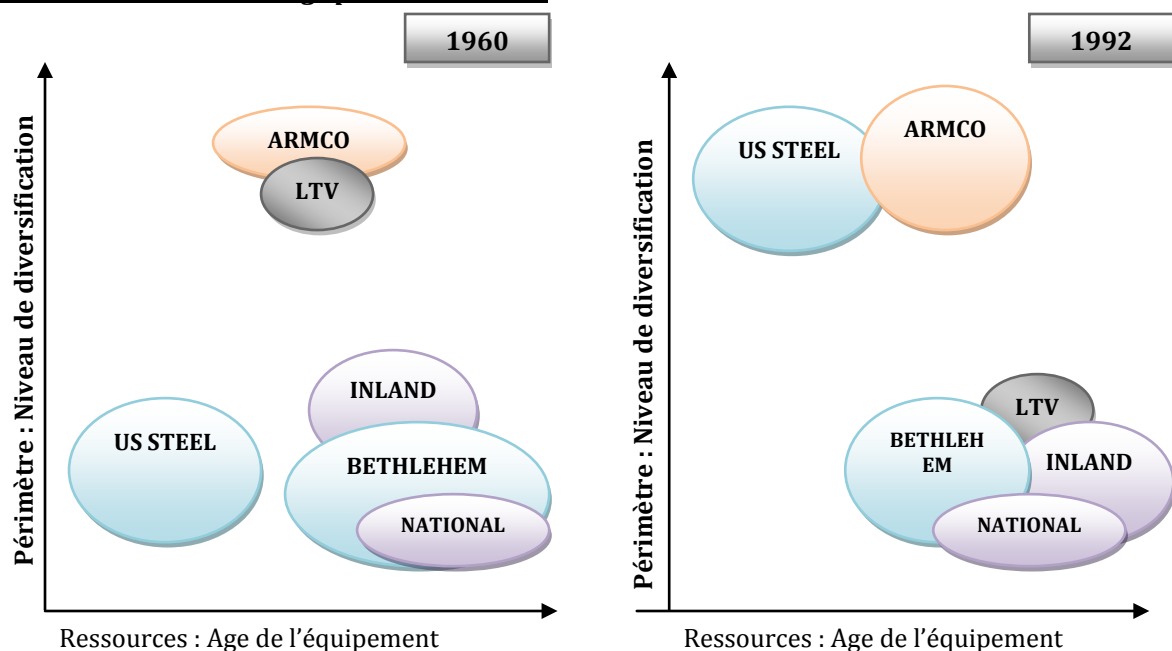 1960
Périmètre : Niveau de diversification
ARMCO
LTV
INLAND
US STEEL
BETHLEHEM
NATIONAL
Ressources : Age de l’équipement
1992
Périmètre : Niveau de diversification
US STEEL
ARMCO
LTV
BETHLEH
EM
INLAND
NATIONAL
Ressources : Age de l’équipement